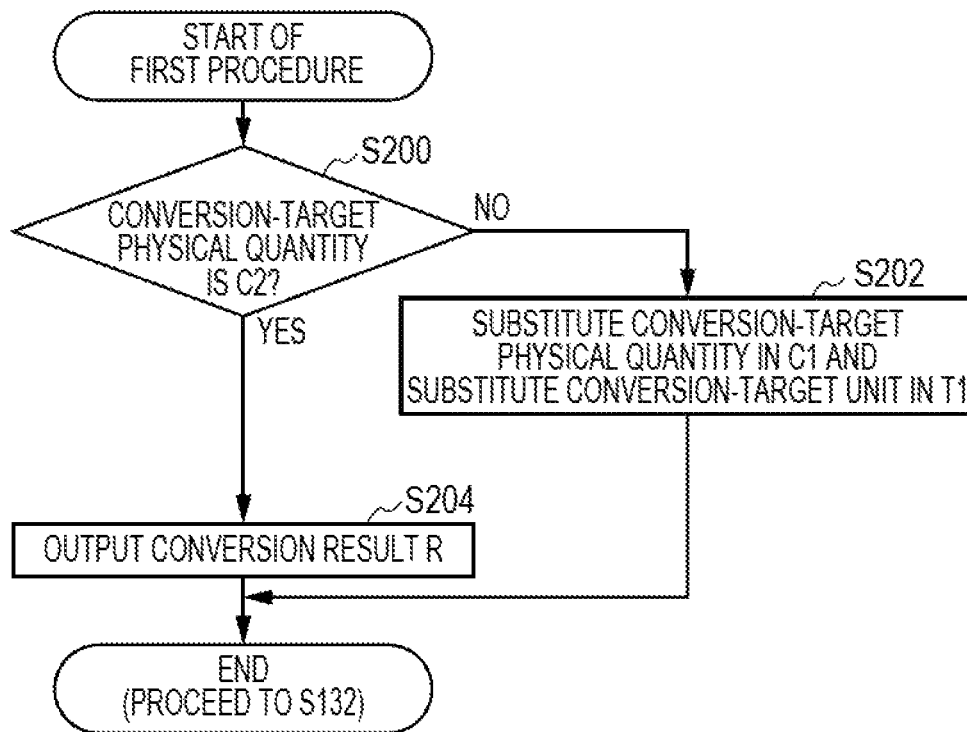 START OF
FIRST PROCEDURE
S200
CONVERSION-TARGET
PHYSICAL QUANTITY
IS C2?
NO
YES
S202
SUBSTITUTE CONVERSION-TARGET
PHYSICAL QUANTITY IN C1 AND
SUBSTITUTE CONVERSION-TARGET UNIT IN T1
S204
OUTPUT CONVERSION RESULT R
END
(PROCEED TO S132)